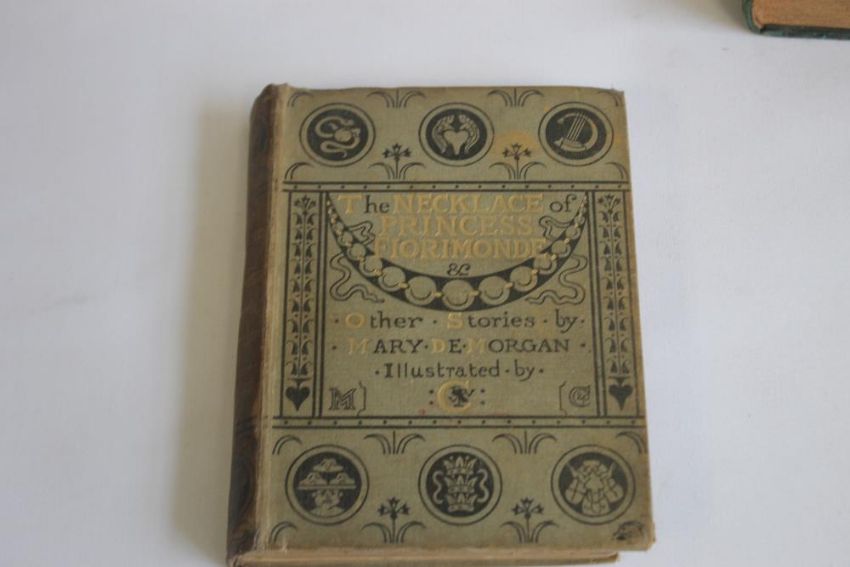 The NECKLACE of
PRINCESS
FIORIMONDE
&
Other · Stories · by
MARY · DE · MORGAN
· Illustrated · by ·
M